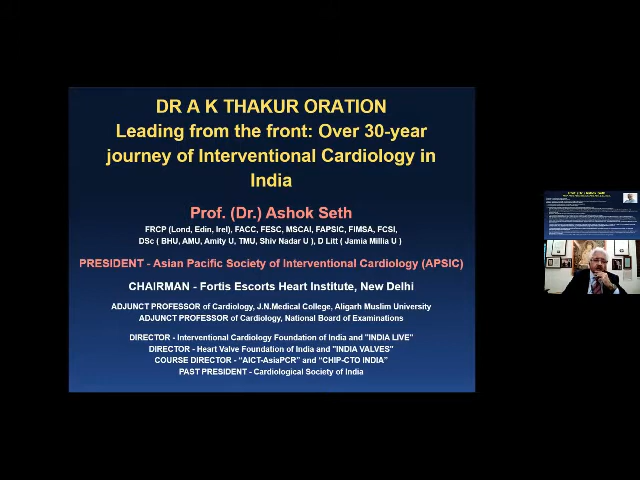 DR A K THAKUR ORATION
Leading from the front: Over 30-year
journey of Interventional Cardiology in
India
Prof. (Dr.) Ashok Seth
FRCP (Lond, Edin, Irel), FACC, FESC, MSCAI, FAPSIC, FIMSA, FCSI,
DSc ( BHU, AMU, Amity U, TMU, Shiv Nadar U ), D Litt ( Jamia Millia U )
PRESIDENT - Asian Pacific Society of Interventional Cardiology (APSIC)
CHAIRMAN - Fortis Escorts Heart Institute, New Delhi
ADJUNCT PROFESSOR of Cardiology, J.N.Medical College, Aligarh Muslim University
ADJUNCT PROFESSOR of Cardiology, National Board of Examinations
DIRECTOR - Interventional Cardiology Foundation of India and "INDIA LIVE"
DIRECTOR - Heart Valve Foundation of India and "INDIA VALVES"
COURSE DIRECTOR - “AICT-AsiaPCR” and “CHIP-CTO INDIA”
PAST PRESIDENT - Cardiological Society of India